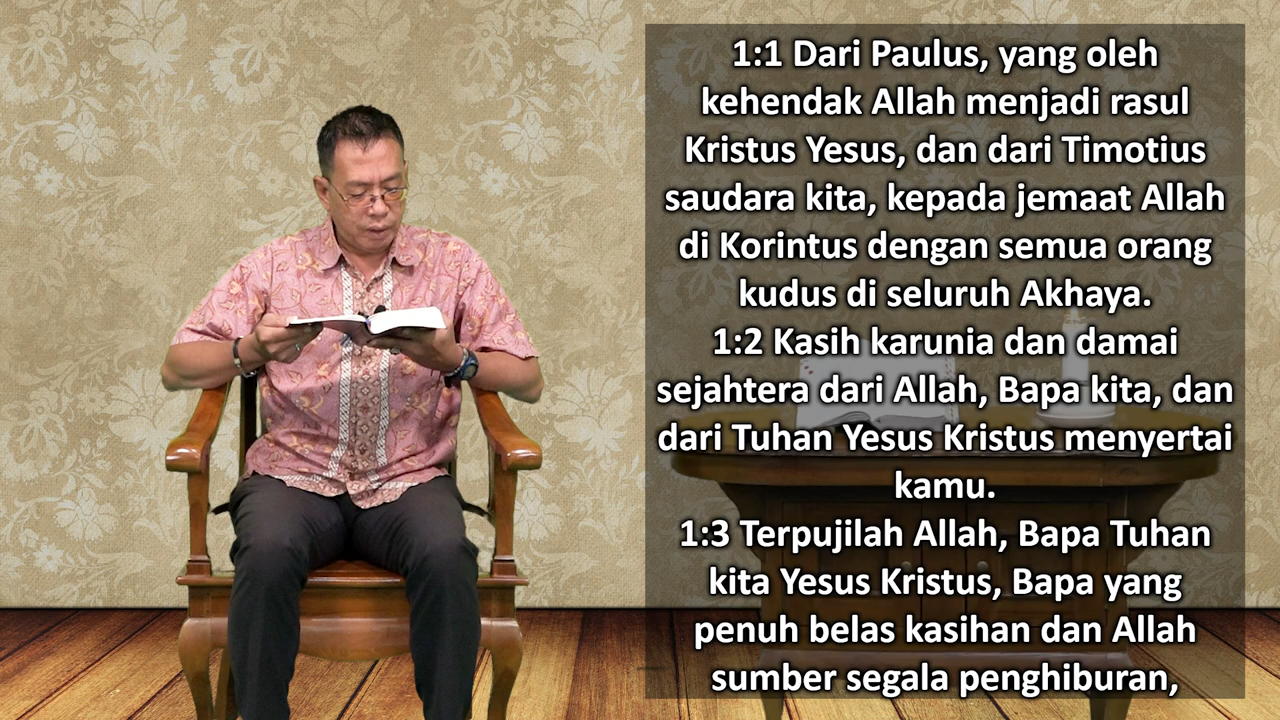 1:1 Dari Paulus, yang oleh
kehendak Allah menjadi rasul
Kristus Yesus, dan dari Timotius
saudara kita, kepada jemaat Allah
di Korintus dengan semua orang
kudus di seluruh Akhaya.
1:2 Kasih karunia dan damai
sejahtera dari Allah, Bapa kita, dan
dari Tuhan Yesus Kristus menyertai
kamu.
1:3 Terpujilah Allah, Bapa Tuhan
kita Yesus Kristus, Bapa yang
penuh belas kasihan dan Allah
sumber segala penghiburan,